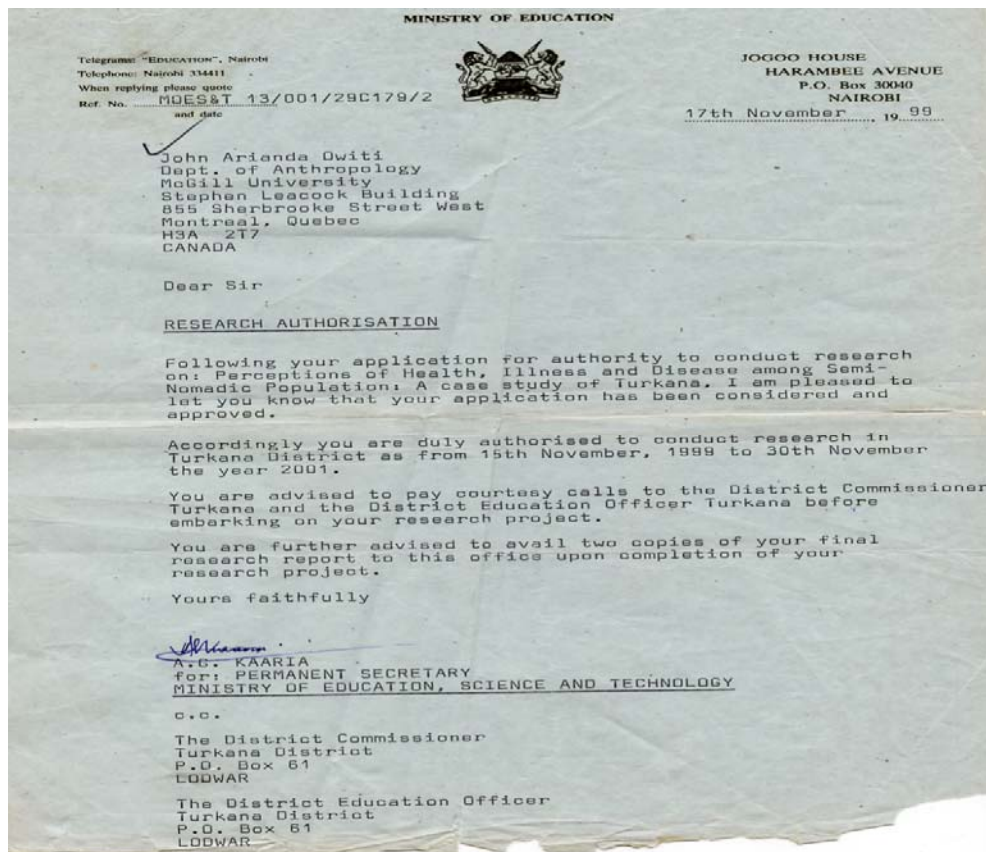 MINISTRY OF EDUCATION
Telegrams: "EDUCATION", Nairobi
Telephone: Nairobi 334411
When replying please quote
Ref. No. MOES&T 13/001/29C179/2
and date
JOGOO HOUSE
HARAMBEE AVENUE
P.O. Box 30040
NAIROBI
17th November, 19 99
John Arianda Owiti
Dept. of Anthropology
McGill University
Stephen Leacock Building
855 Sherbrooke Street West
Montreal, Quebec
H3A 2T7
CANADA
Dear Sir
RESEARCH AUTHORISATION
Following your application for authority to conduct research
on: Perceptions of Health, Illness and Disease among Semi-
Nomadic Population: A case study of Turkana. I am pleased to
let you know that your application has been considered and
approved.
Accordingly you are duly authorised to conduct research in
Turkana District as from 15th November, 1999 to 30th November
the year 2001.
You are advised to pay courtesy calls to the District Commissioner
Turkana and the District Education Officer Turkana before
embarking on your research project.
You are further advised to avail two copies of your final
research report to this office upon completion of your
research project.
Yours faithfully
A.G. KAARIA
for: PERMANENT SECRETARY
MINISTRY OF EDUCATION, SCIENCE AND TECHNOLOGY
c.c.
The District Commissioner
Turkana District
P.O. Box 61
LODWAR
The District Education Officer
Turkana District
P.O. Box 61
LODWAR